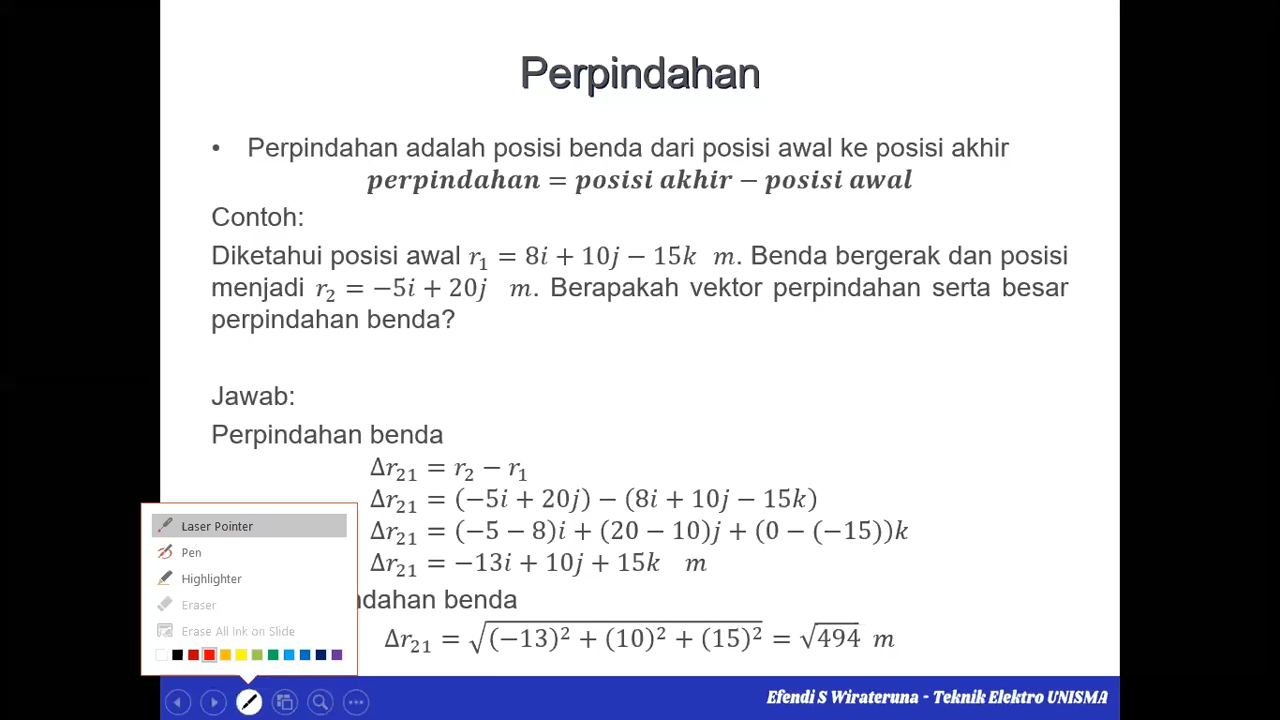 Perpindahan
• Perpindahan adalah posisi benda dari posisi awal ke posisi akhir
perpindahan = posisi akhir − posisi awal
Contoh:
Diketahui posisi awal r₁ = 8i + 10j − 15k m. Benda bergerak dan posisi
menjadi r₂ = −5i + 20j m. Berapakah vektor perpindahan serta besar
perpindahan benda?
Jawab:
Perpindahan benda
Δr₂₁ = r₂ − r₁
Δr₂₁ = (−5i + 20j) − (8i + 10j − 15k)
Δr₂₁ = (−5 − 8)i + (20 − 10)j + (0 − (−15))k
Δr₂₁ = −13i + 10j + 15k m
ndahan benda
Δr₂₁ = √((−13)² + (10)² + (15)²) = √494 m
Laser Pointer
Pen
Highlighter
Eraser
Erase All Ink on Slide
Efendi S Wirateruna - Teknik Elektro UNISMA